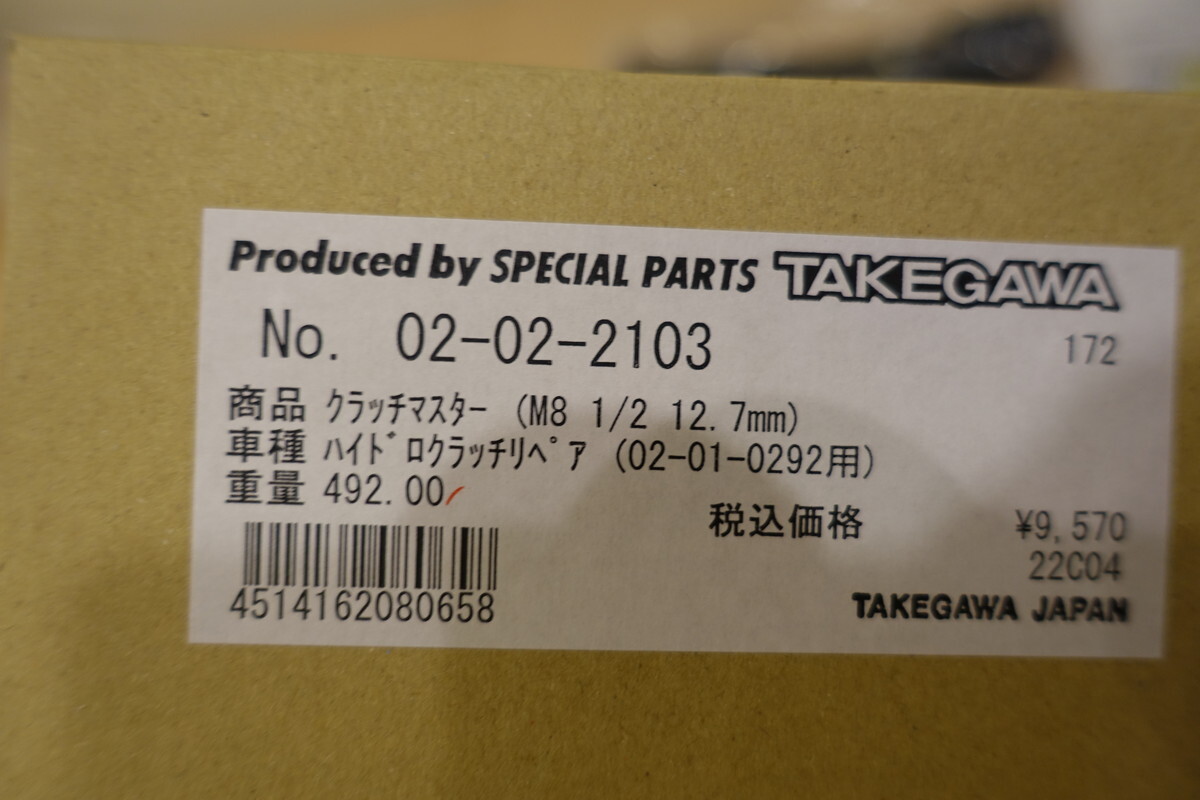 Produced by SPECIAL PARTS TAKEGAWA
No. 02-02-2103 172
商品 ｸﾗｯﾁﾏｽﾀｰ (M8 1/2 12.7mm)
車種 ﾊｲﾄﾞﾛｸﾗｯﾁﾘﾍﾟｱ (02-01-0292用)
重量 492.00
税込価格 ¥9,570
22C04
4514162080658
TAKEGAWA JAPAN